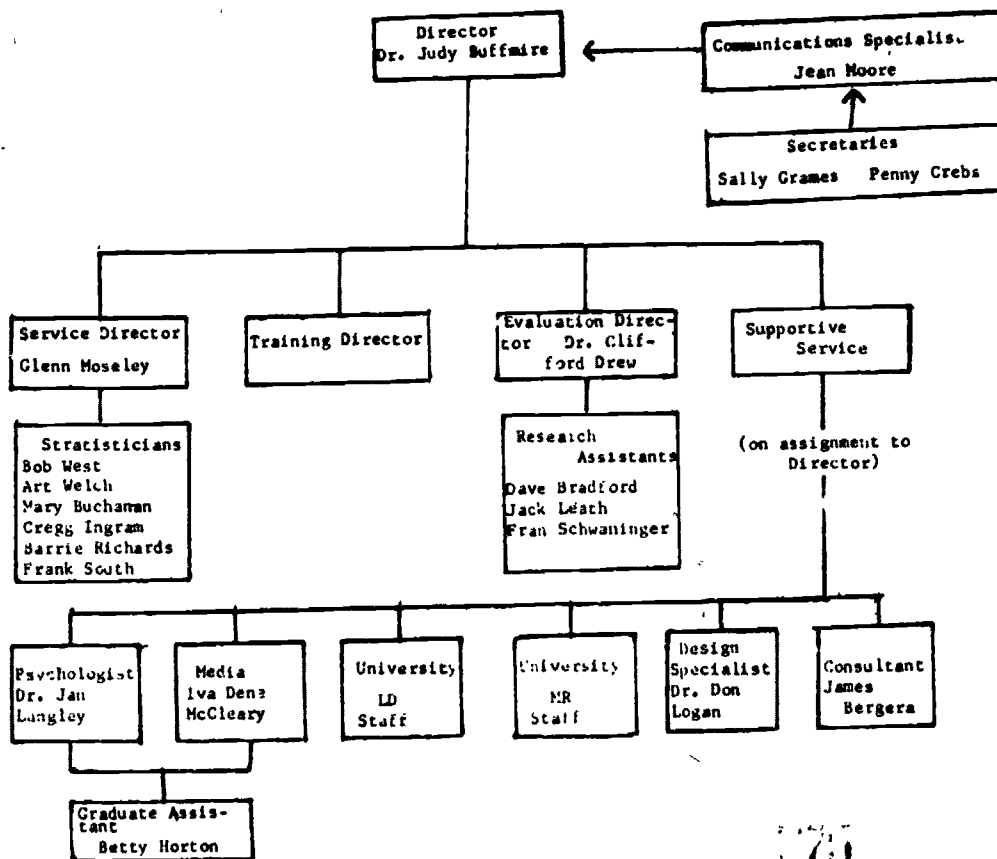 Director
Dr. Judy Buffmire
Communications Specialist
Jean Moore
Secretaries
Sally Grames Penny Crebs
Service Director
Glenn Moseley
Training Director
Evaluation Direc-
tor Dr. Clif-
ford Drew
Supportive
Service
Stratisticians
Bob West
Art Welch
Mary Buchanan
Cregg Ingram
Barrie Richards
Frank South
Research
Assistants
Dave Bradford
Jack Leath
Fran Schwaninger
(on assignment to
Director)
Psychologist
Dr. Jan
Langley
Media
Iva Dene
McCleary
University
LD
Staff
University
MR
Staff
Design
Specialist
Dr. Don
Logan
Consultant
James
Bergera
Graduate Assis-
tant
Betty Horton